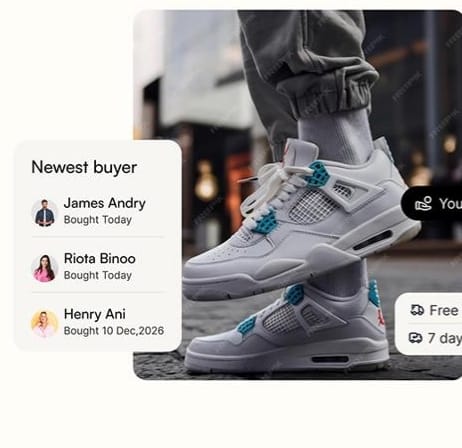 Newest buyer
James Andry
Bought Today
Riota Binoo
Bought Today
Henry Ani
Bought 10 Dec,2026
You
Free
7 day